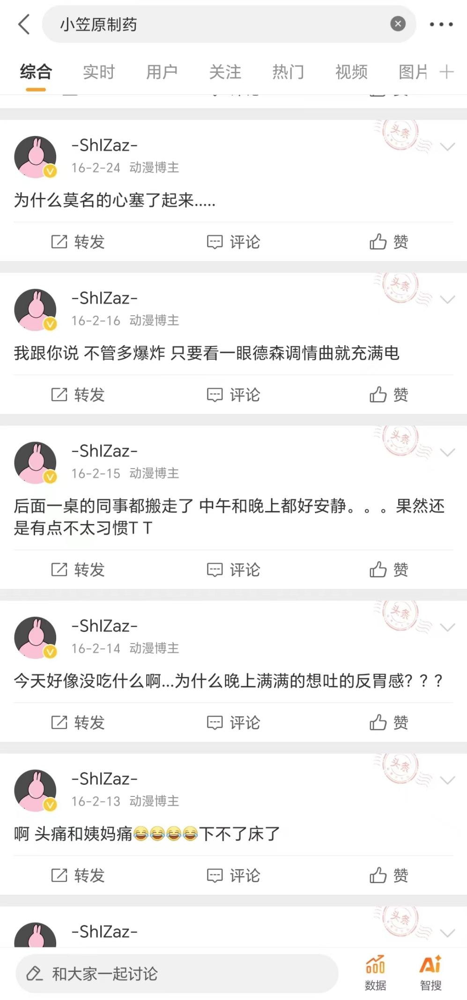 小笠原制药
综合 实时 用户 关注 热门 视频 图片
头条
-ShIZaz-
16-2-24 动漫博主
为什么莫名的心塞了起来.....
转发 评论 赞
头条
-ShIZaz-
16-2-16 动漫博主
我跟你说 不管多爆炸 只要看一眼德森调情曲就充满电
转发 评论 赞
头条
-ShIZaz-
16-2-15 动漫博主
后面一桌的同事都搬走了 中午和晚上都好安静。。。果然还
是有点不太习惯T T
转发 评论 赞
头条
-ShIZaz-
16-2-14 动漫博主
今天好像没吃什么啊...为什么晚上满满的想吐的反胃感？？？
转发 评论 赞
头条
-ShIZaz-
16-2-13 动漫博主
啊 头痛和姨妈痛😂😂😂😂下不了床了
转发 评论 赞
头条
-ShIZaz-
和大家一起讨论
数据
Ai
智搜